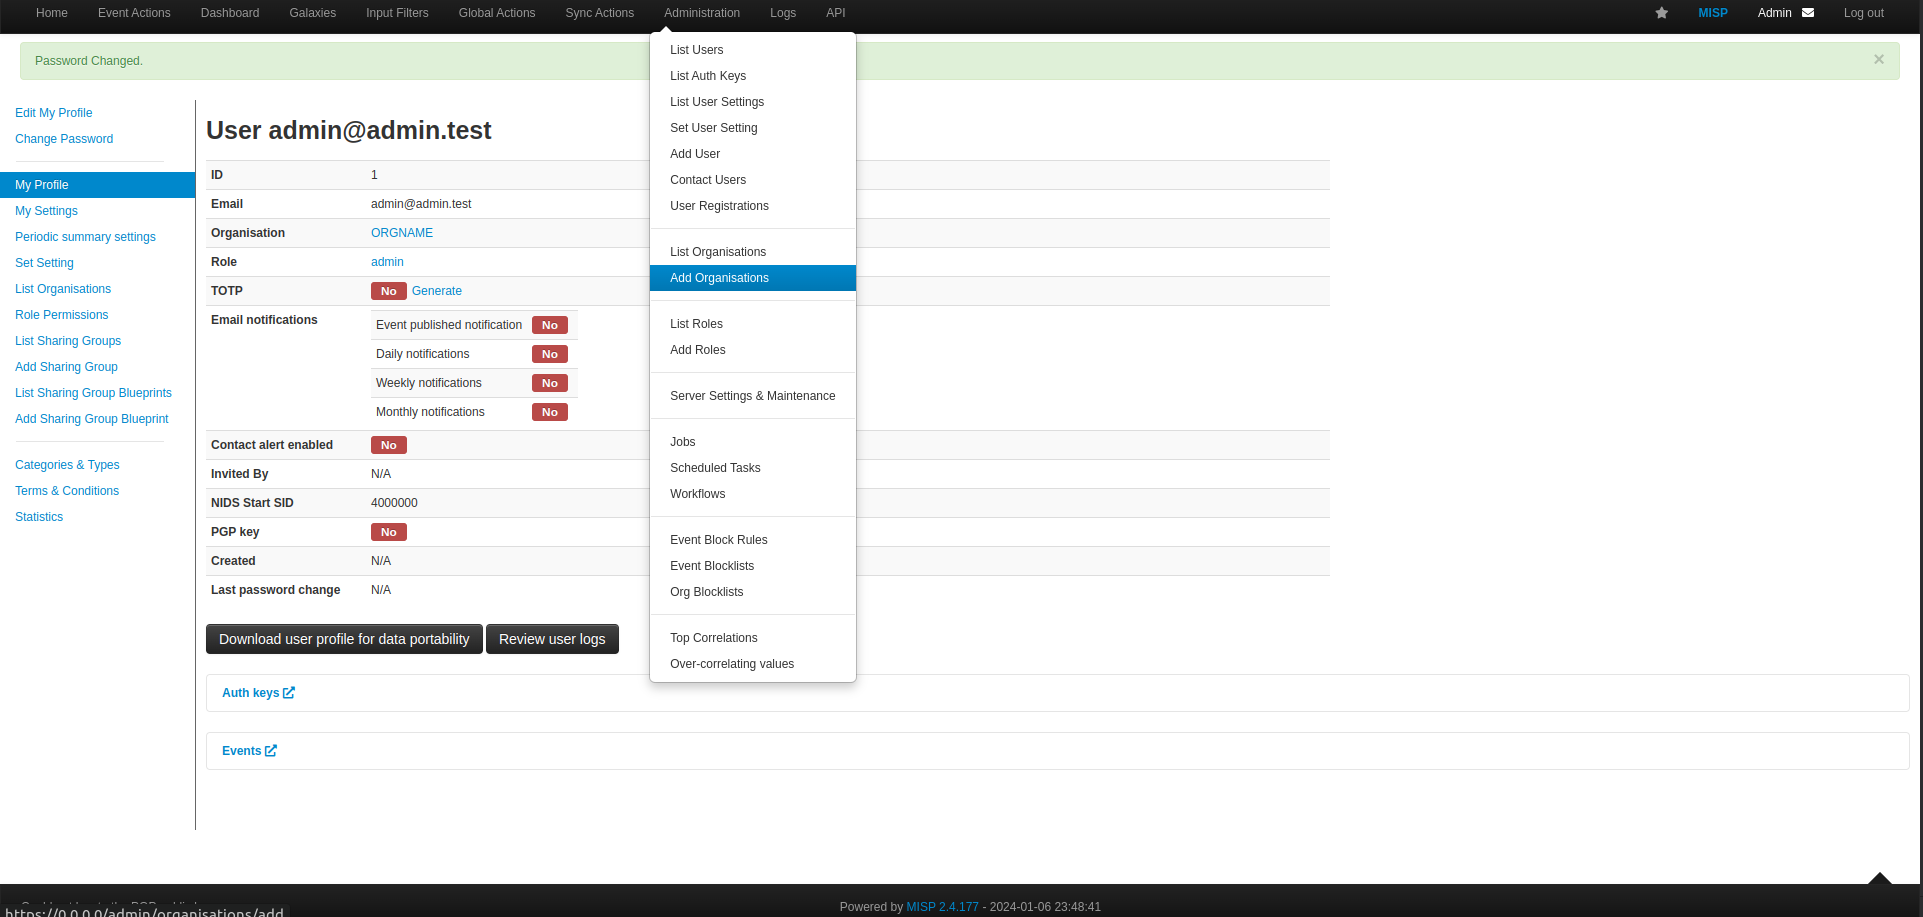 Home Event Actions Dashboard Galaxies Input Filters Global Actions Sync Actions Administration Logs API MISP Admin Log out
Password Changed. ×
Edit My Profile
Change Password
My Profile
My Settings
Periodic summary settings
Set Setting
List Organisations
Role Permissions
List Sharing Groups
Add Sharing Group
List Sharing Group Blueprints
Add Sharing Group Blueprint
Categories & Types
Terms & Conditions
Statistics
User admin@admin.test
ID 1
Email admin@admin.test
Organisation ORGNAME
Role admin
TOTP No Generate
Email notifications
Event published notification No
Daily notifications No
Weekly notifications No
Monthly notifications No
Contact alert enabled No
Invited By N/A
NIDS Start SID 4000000
PGP key No
Created N/A
Last password change N/A
Download user profile for data portability Review user logs
Auth keys
Events
List Users
List Auth Keys
List User Settings
Set User Setting
Add User
Contact Users
User Registrations
List Organisations
Add Organisations
List Roles
Add Roles
Server Settings & Maintenance
Jobs
Scheduled Tasks
Workflows
Event Block Rules
Event Blocklists
Org Blocklists
Top Correlations
Over-correlating values
Powered by MISP 2.4.177 - 2024-01-06 23:48:41
https://0.0.0.0/admin/organisations/add